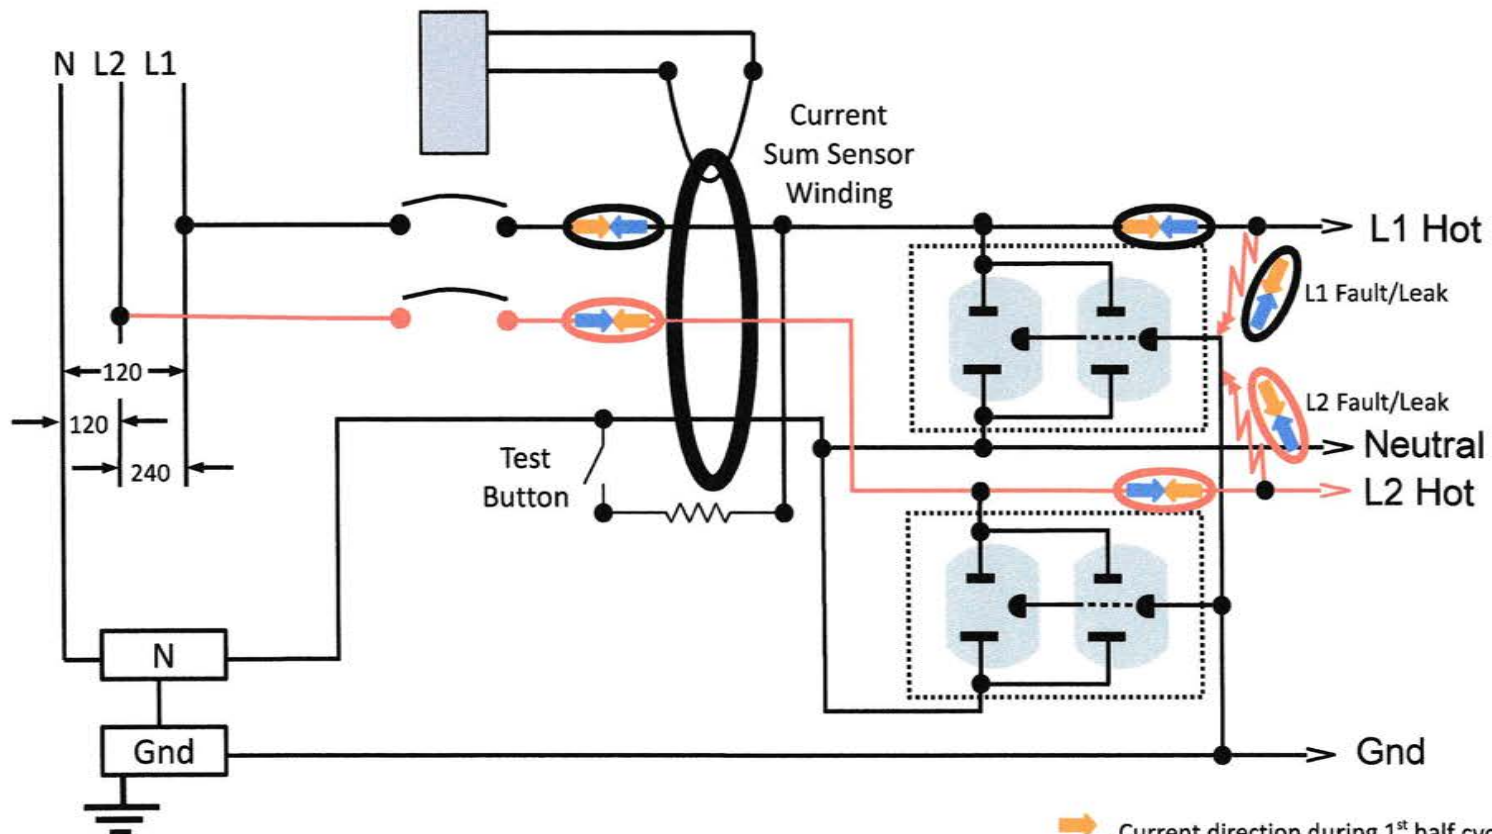 N L2 L1
Current
Sum Sensor
Winding
L1 Hot
L1 Fault/Leak
120
L2 Fault/Leak
120
Neutral
240
Test
Button
L2 Hot
N
Gnd
Gnd
Current direction during 1st half cyc